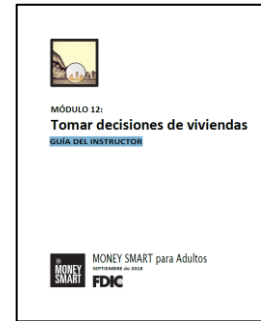 MÓDULO 12:
Tomar decisiones de viviendas
GUÍA DEL INSTRUCTOR
MONEY SMART
MONEY SMART para Adultos
SEPTIEMBRE de 2018
FDIC